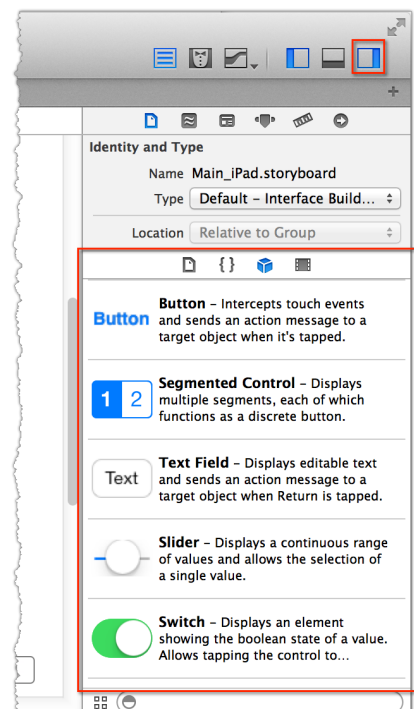 Identity and Type
Name Main_iPad.storyboard
Type Default – Interface Build...
Location Relative to Group
{ }
Button
Button – Intercepts touch events
and sends an action message to a
target object when it's tapped.
1 2
Segmented Control – Displays
multiple segments, each of which
functions as a discrete button.
Text
Text Field – Displays editable text
and sends an action message to a
target object when Return is tapped.
Slider – Displays a continuous range
of values and allows the selection of
a single value.
Switch – Displays an element
showing the boolean state of a value.
Allows tapping the control to...